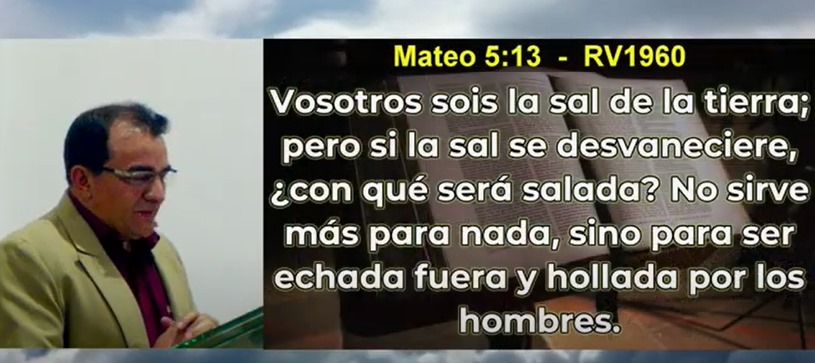 Mateo 5:13 - RV1960
Vosotros sois la sal de la tierra;
pero si la sal se desvaneciere,
¿con qué será salada? No sirve
más para nada, sino para ser
echada fuera y hollada por los
hombres.